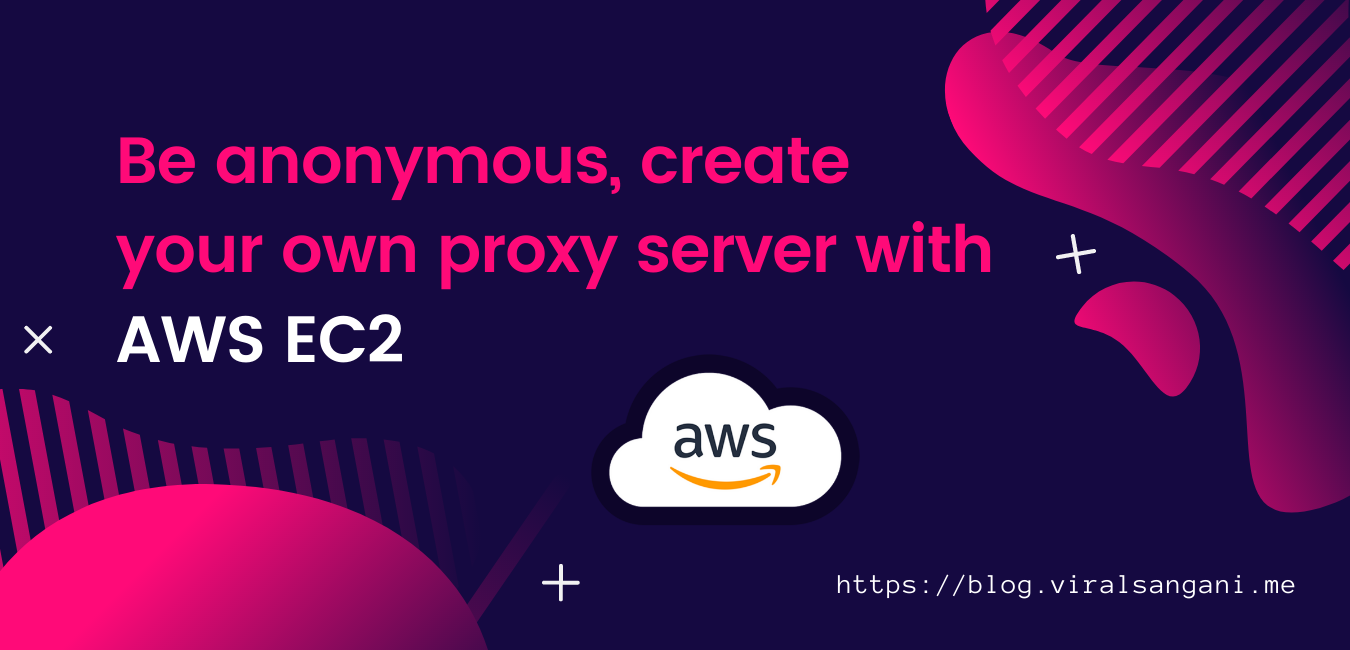 Be anonymous, create
your own proxy server with
AWS EC2
aws
https://blog.viralsangani.me